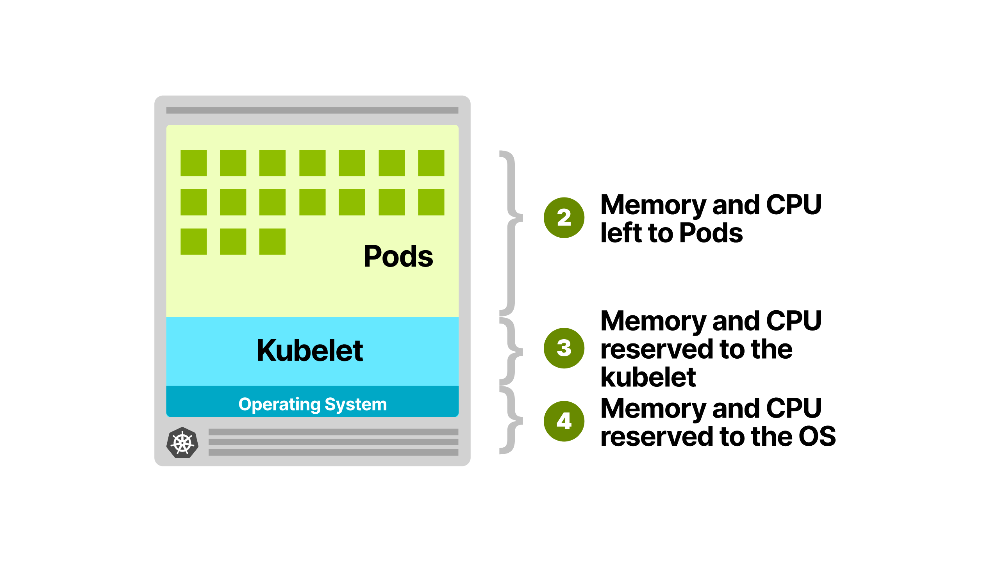 Pods
Kubelet
Operating System
2
Memory and CPU
left to Pods
3
Memory and CPU
reserved to the
kubelet
4
Memory and CPU
reserved to the OS